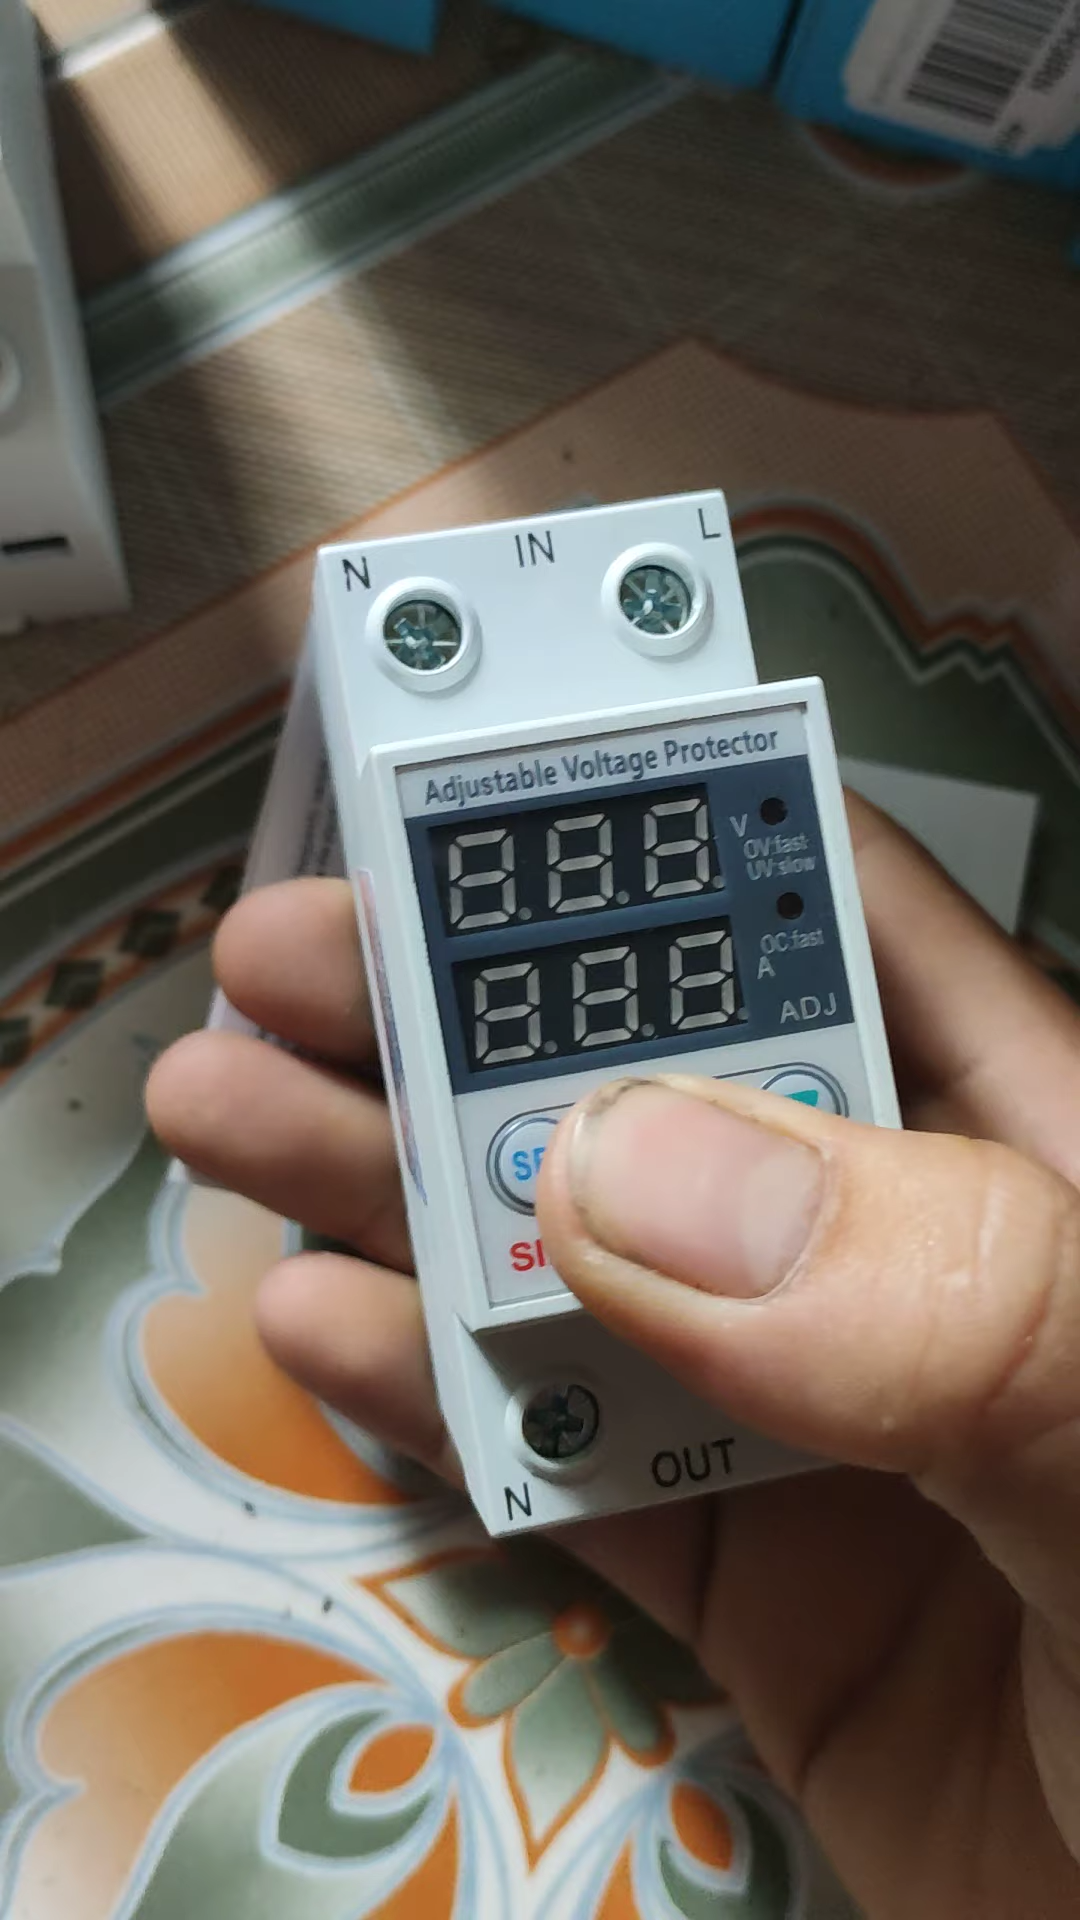 N IN L
Adjustable Voltage Protector
V
OV:fast
UV:slow
OC:fast
A
ADJ
N OUT